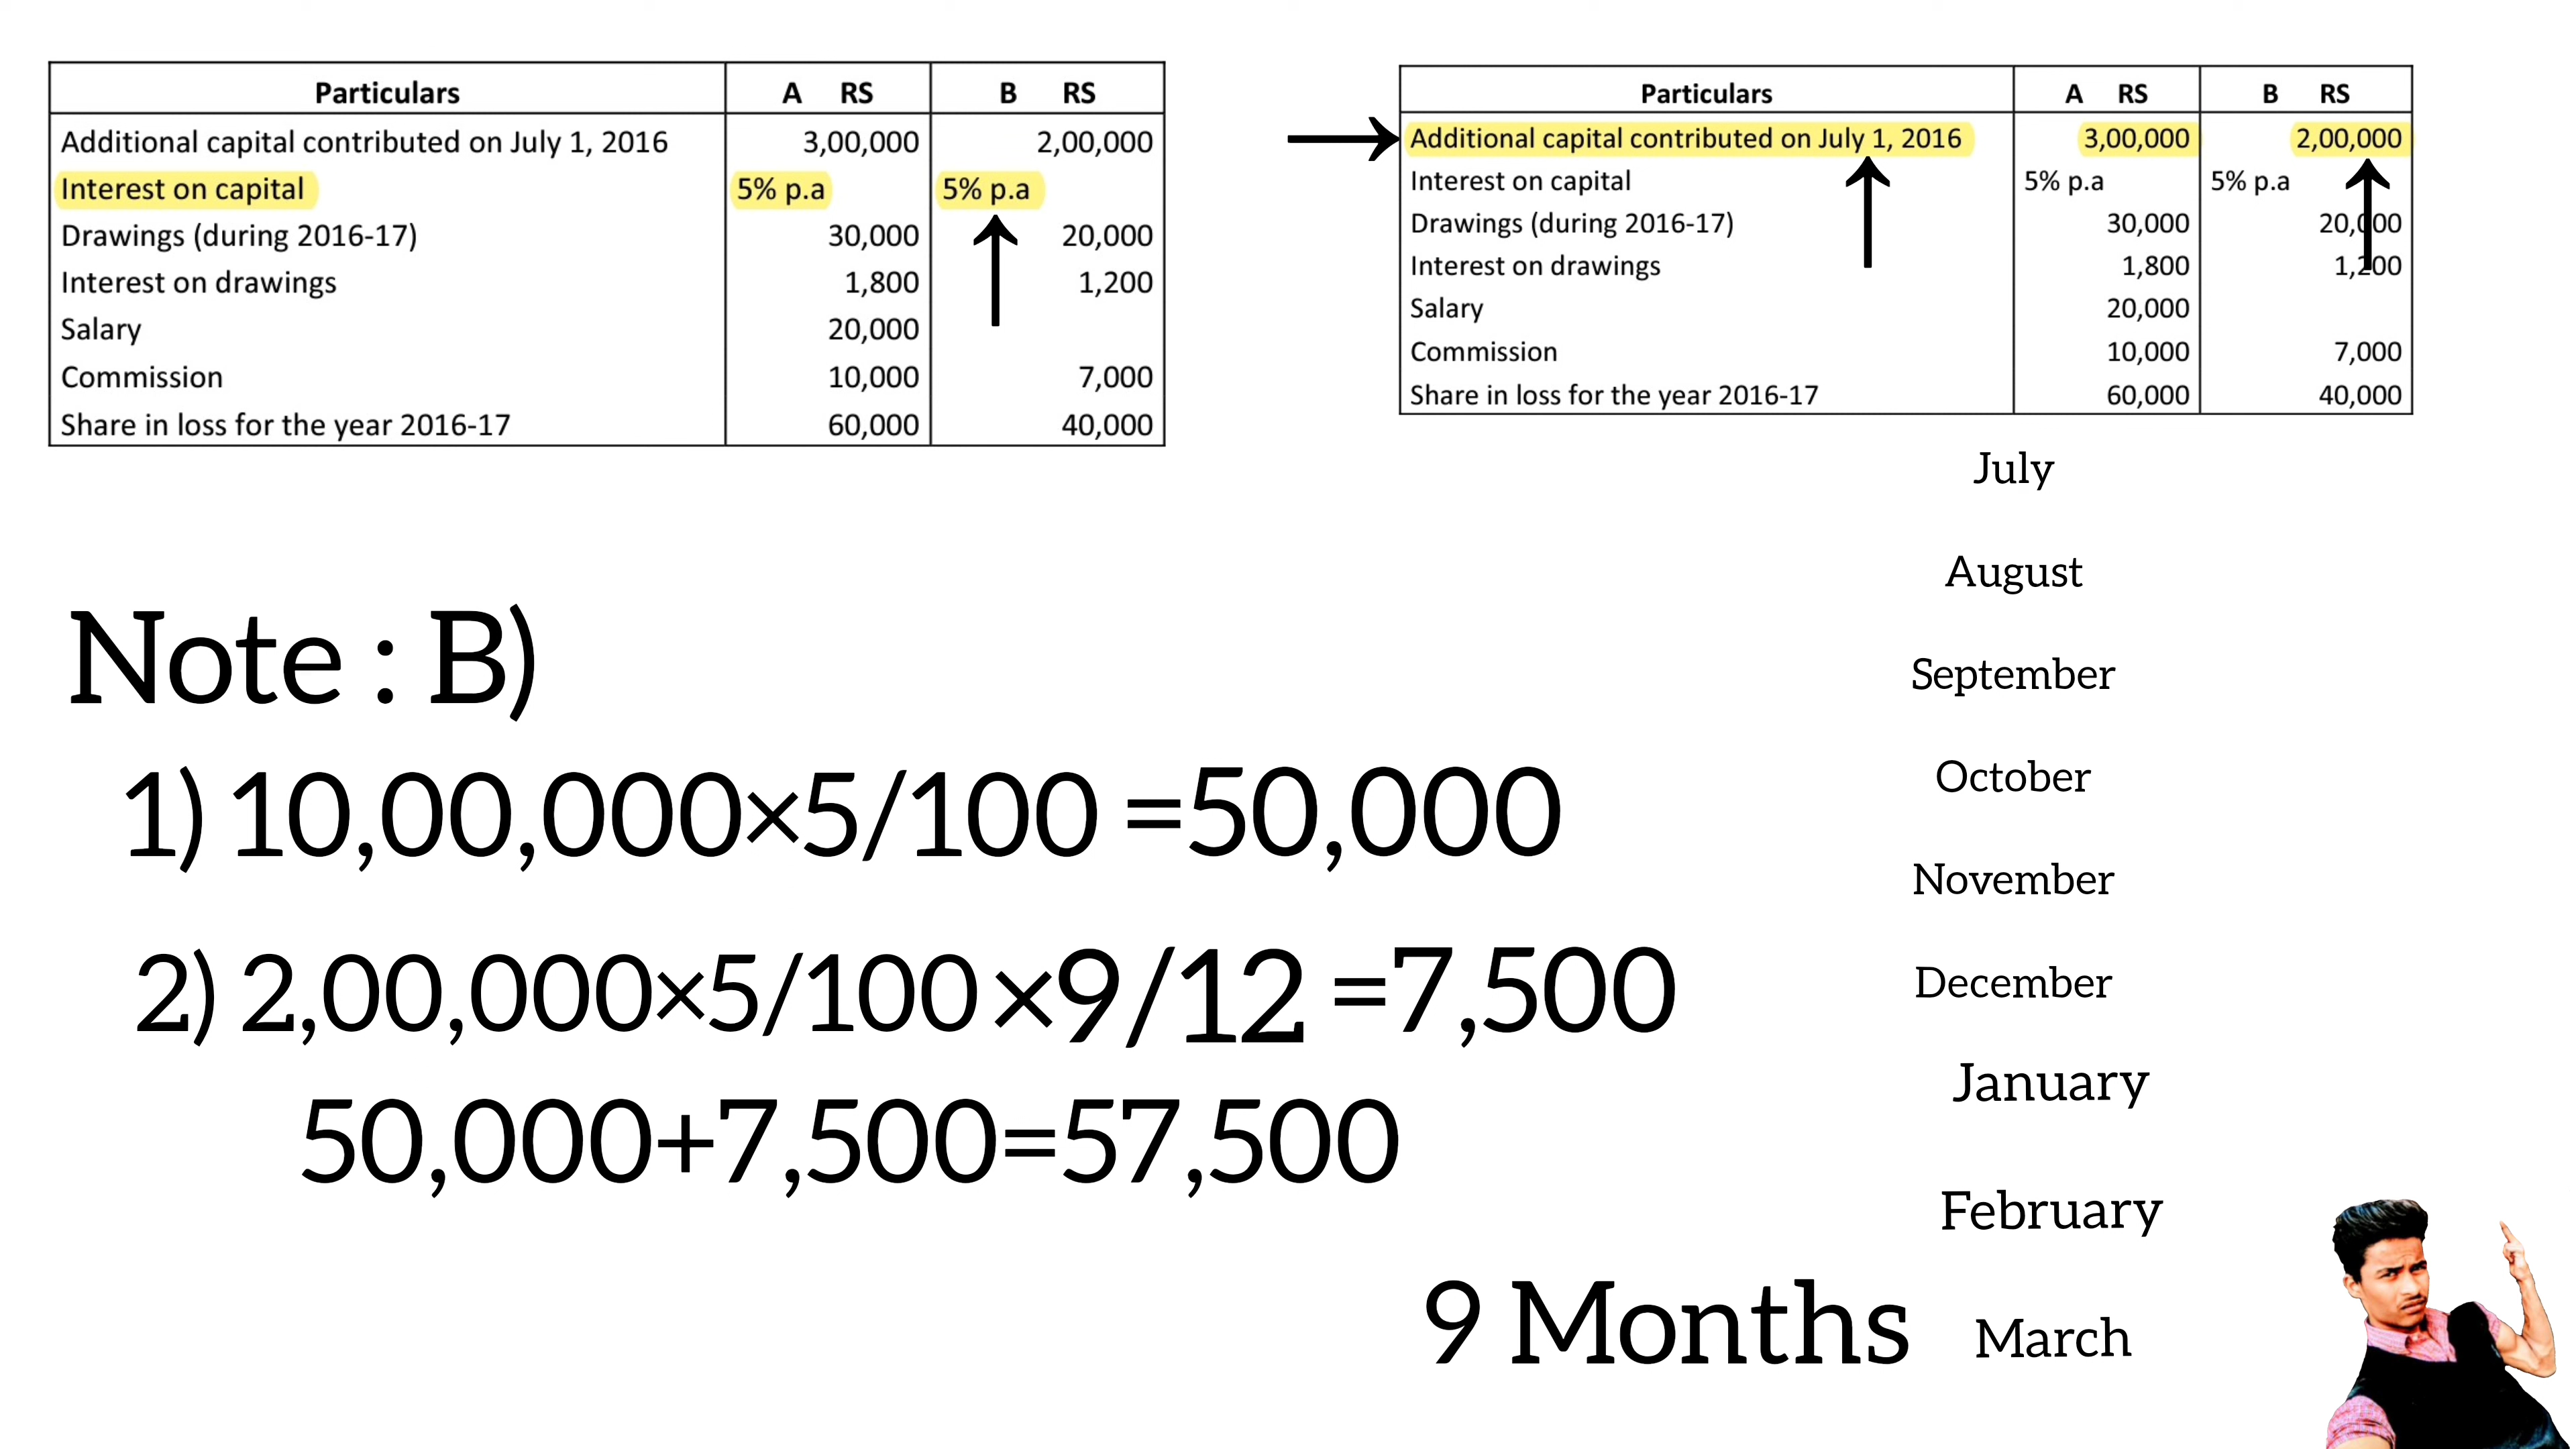 Particulars A RS B RS
Additional capital contributed on July 1, 2016 3,00,000 2,00,000
Interest on capital 5% p.a 5% p.a
Drawings (during 2016-17) 30,000 20,000
Interest on drawings 1,800 1,200
Salary 20,000
Commission 10,000 7,000
Share in loss for the year 2016-17 60,000 40,000
Particulars A RS B RS
Additional capital contributed on July 1, 2016 3,00,000 2,00,000
Interest on capital 5% p.a 5% p.a
Drawings (during 2016-17) 30,000 20,000
Interest on drawings 1,800 1,200
Salary 20,000
Commission 10,000 7,000
Share in loss for the year 2016-17 60,000 40,000
Note : B)
1) 10,00,000×5/100 =50,000
2) 2,00,000×5/100 ×9/12 =7,500
50,000+7,500=57,500
July
August
September
October
November
December
January
February
March
9 Months